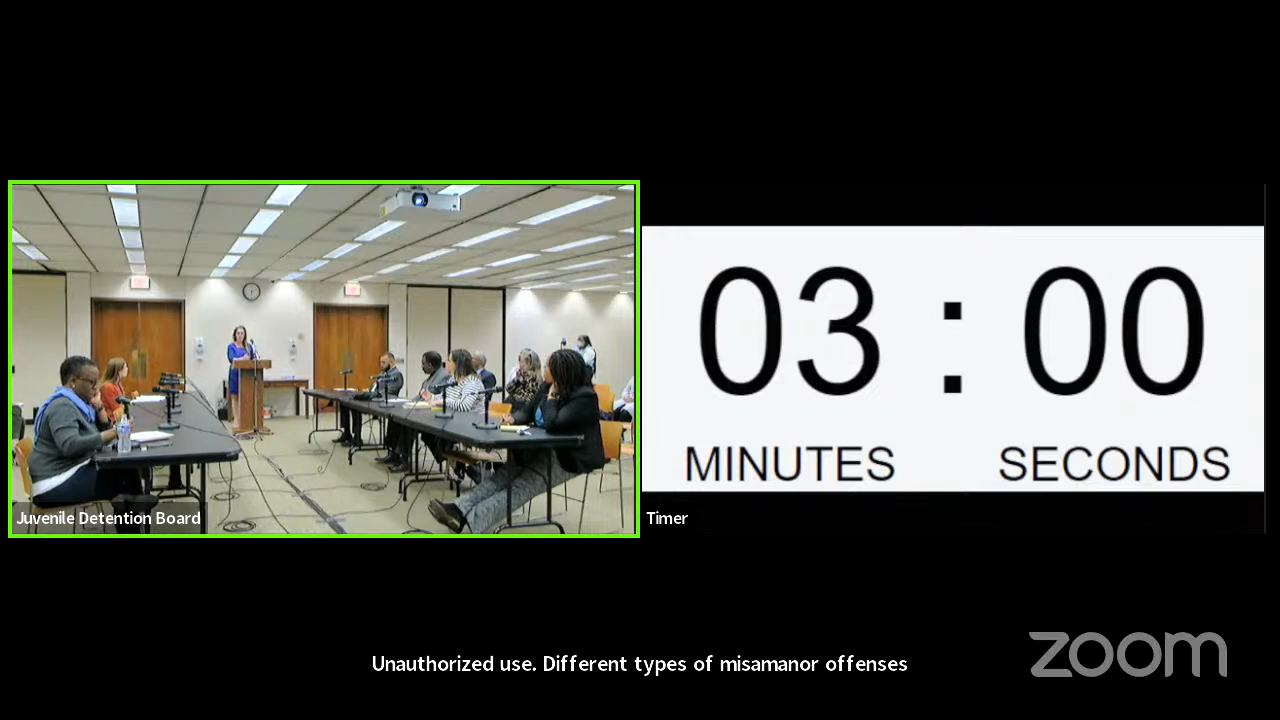 03 : 00
MINUTES SECONDS
Juvenile Detention Board
Timer
Unauthorized use. Different types of misamanor offenses
zoom